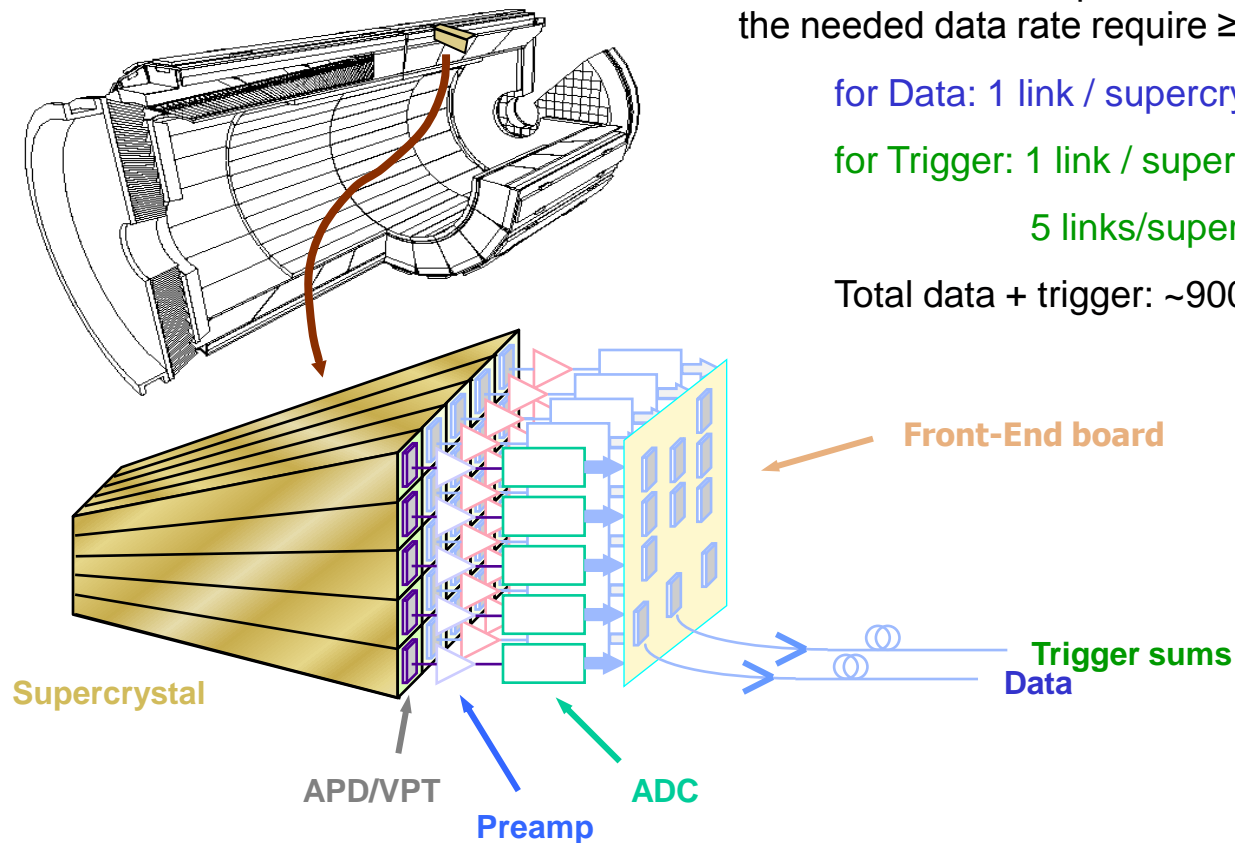 the needed data rate require ≥
for Data: 1 link / supercry
for Trigger: 1 link / super
5 links/super
Total data + trigger: ~900
Front-End board
Trigger sums
Data
Supercrystal
APD/VPT
ADC
Preamp